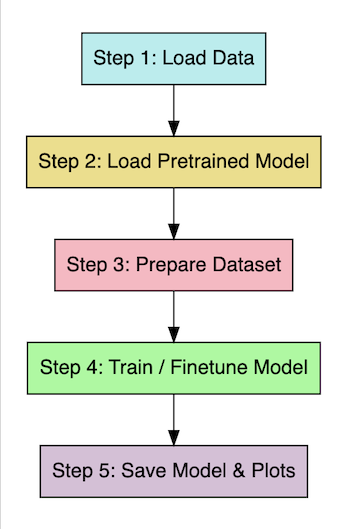 Step 1: Load Data
Step 2: Load Pretrained Model
Step 3: Prepare Dataset
Step 4: Train / Finetune Model
Step 5: Save Model & Plots